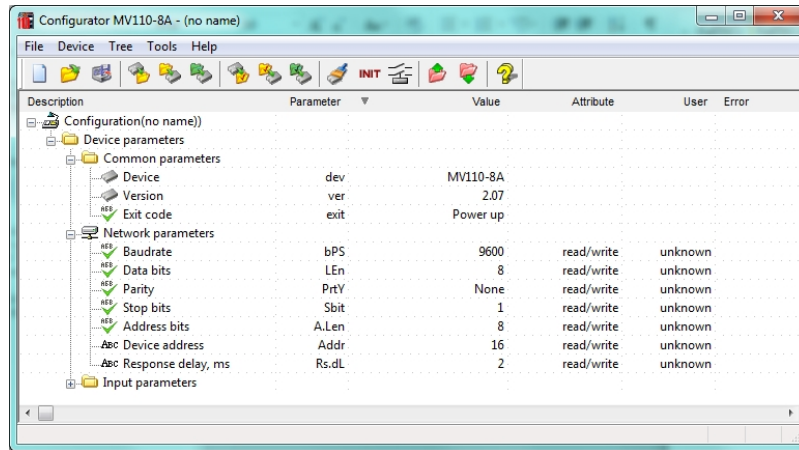 Configurator MV110-8A - (no name)
File Device Tree Tools Help
INIT
Description Parameter Value Attribute User Error
Configuration(no name))
Device parameters
Common parameters
Device dev MV110-8A
Version ver 2.07
Exit code exit Power up
Network parameters
Baudrate bPS 9600 read/write unknown
Data bits LEn 8 read/write unknown
Parity PrtY None read/write unknown
Stop bits Sbit 1 read/write unknown
Address bits A.Len 8 read/write unknown
ABC Device address Addr 16 read/write unknown
ABC Response delay, ms Rs.dL 2 read/write unknown
Input parameters